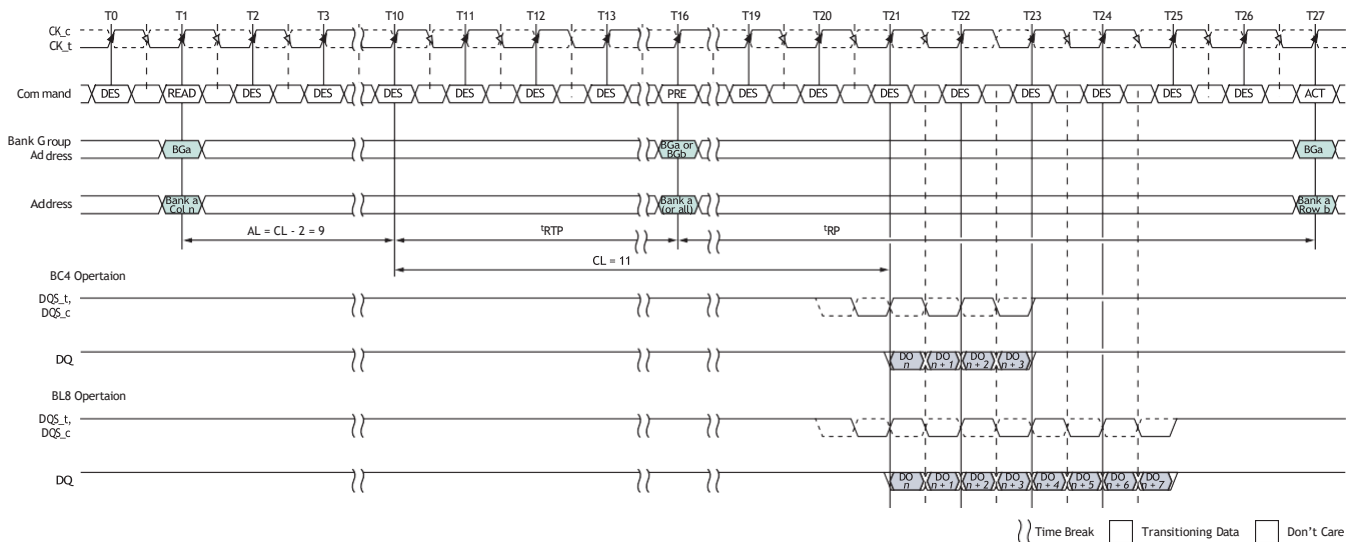 T0 T1 T2 T3 T10 T11 T12 T13 T16 T19 T20 T21 T22 T23 T24 T25 T26 T27
CK_c
CK_t
Command DES READ DES DES DES DES DES DES PRE DES DES DES DES DES DES DES DES ACT
Bank Group
Address
BGa
BGa or
BGb
BGa
Address
Bank a
Col n
Bank a
(or all)
Bank a
Row b
AL = CL - 2 = 9
tRTP
tRP
CL = 11
BC4 Opertaion
DQS_t,
DQS_c
DQ
DO
n
DO
n + 1
DO
n + 2
DO
n + 3
BL8 Opertaion
DQS_t,
DQS_c
DQ
DO
n
DO
n + 1
DO
n + 2
DO
n + 3
DO
n + 4
DO
n + 5
DO
n + 6
DO
n + 7
Time Break Transitioning Data Don't Care